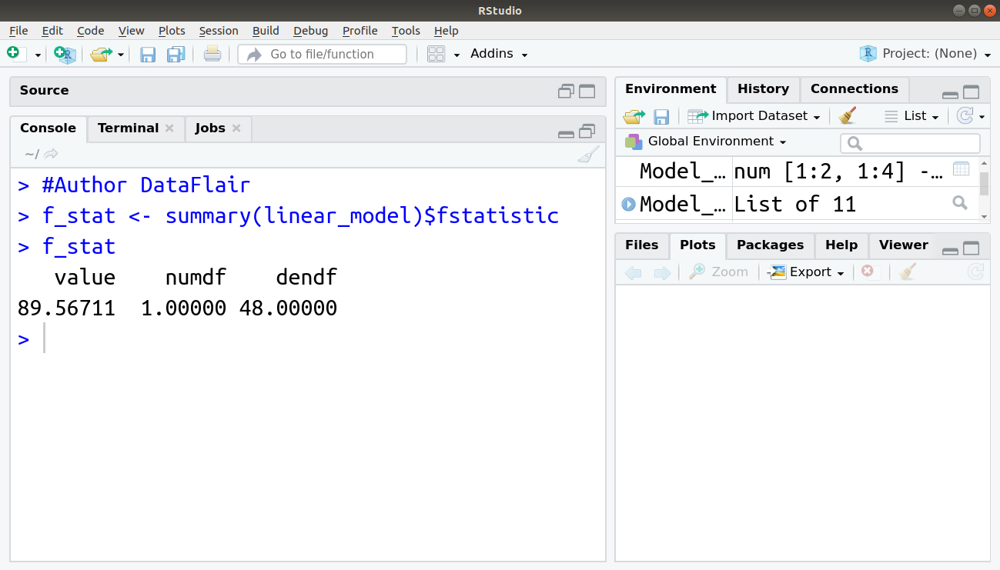 RStudio
File Edit Code View Plots Session Build Debug Profile Tools Help
Go to file/function Addins Project: (None)
Source
Console Terminal Jobs
~/
> #Author DataFlair
> f_stat <- summary(linear_model)$fstatistic
> f_stat
   value    numdf    dendf
89.56711  1.00000 48.00000
>
Environment History Connections
Import Dataset List
Global Environment
Model_… num [1:2, 1:4] -…
Model_… List of 11
Files Plots Packages Help Viewer
Zoom Export